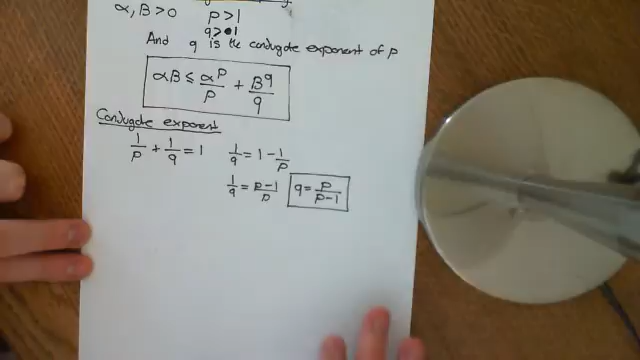 α, B > 0 p > 1
q > 1
And q is the conjugate exponent of p
αB ≤ α^p/p + B^q/q
Conjugate exponent
1/p + 1/q = 1 1/q = 1 - 1/p
1/q = p-1/p q = p/p-1